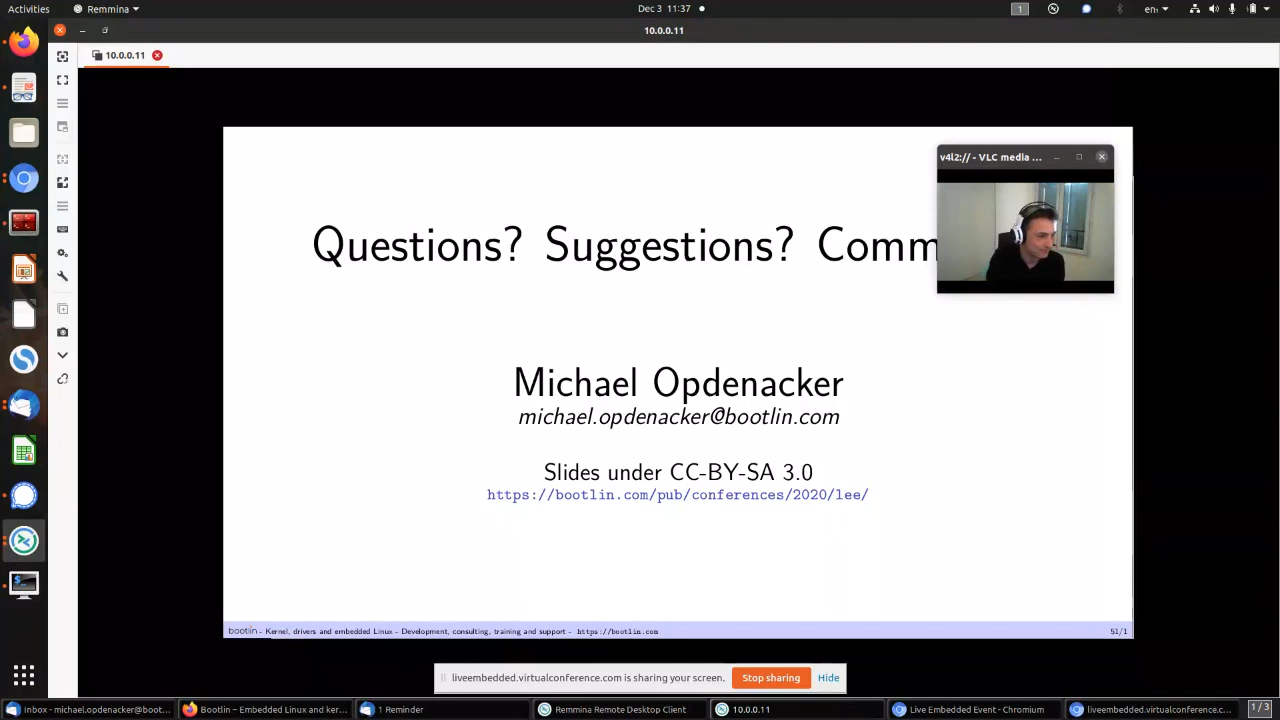 Activities
Remmina
Dec 3 11:37
1
en
10.0.0.11
10.0.0.11
v4l2:// - VLC media ...
Questions? Suggestions? Comm
Michael Opdenacker
michael.opdenacker@bootlin.com
Slides under CC-BY-SA 3.0
https://bootlin.com/pub/conferences/2020/lee/
bootlin - Kernel, drivers and embedded Linux - Development, consulting, training and support - https://bootlin.com
51/1
liveembedded.virtualconference.com is sharing your screen.
Stop sharing
Hide
Inbox - michael.opdenacker@boot...
Bootlin – Embedded Linux and ker...
1 Reminder
Remmina Remote Desktop Client
10.0.0.11
Live Embedded Event - Chromium
liveembedded.virtualconference.c...
1 / 3